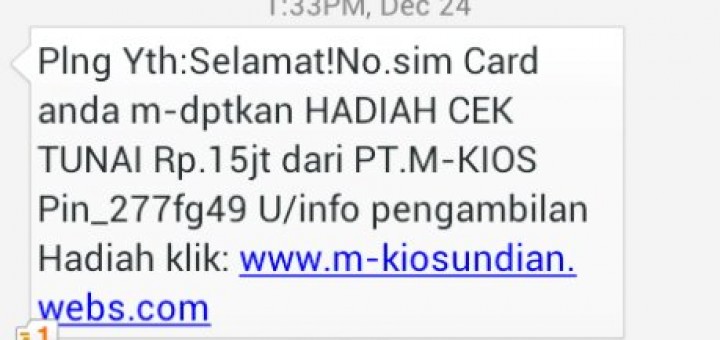 1:33PM, Dec 24
Plng Yth:Selamat!No.sim Card
anda m-dptkan HADIAH CEK
TUNAI Rp.15jt dari PT.M-KIOS
Pin_277fg49 U/info pengambilan
Hadiah klik: www.m-kiosundian.
webs.com
1